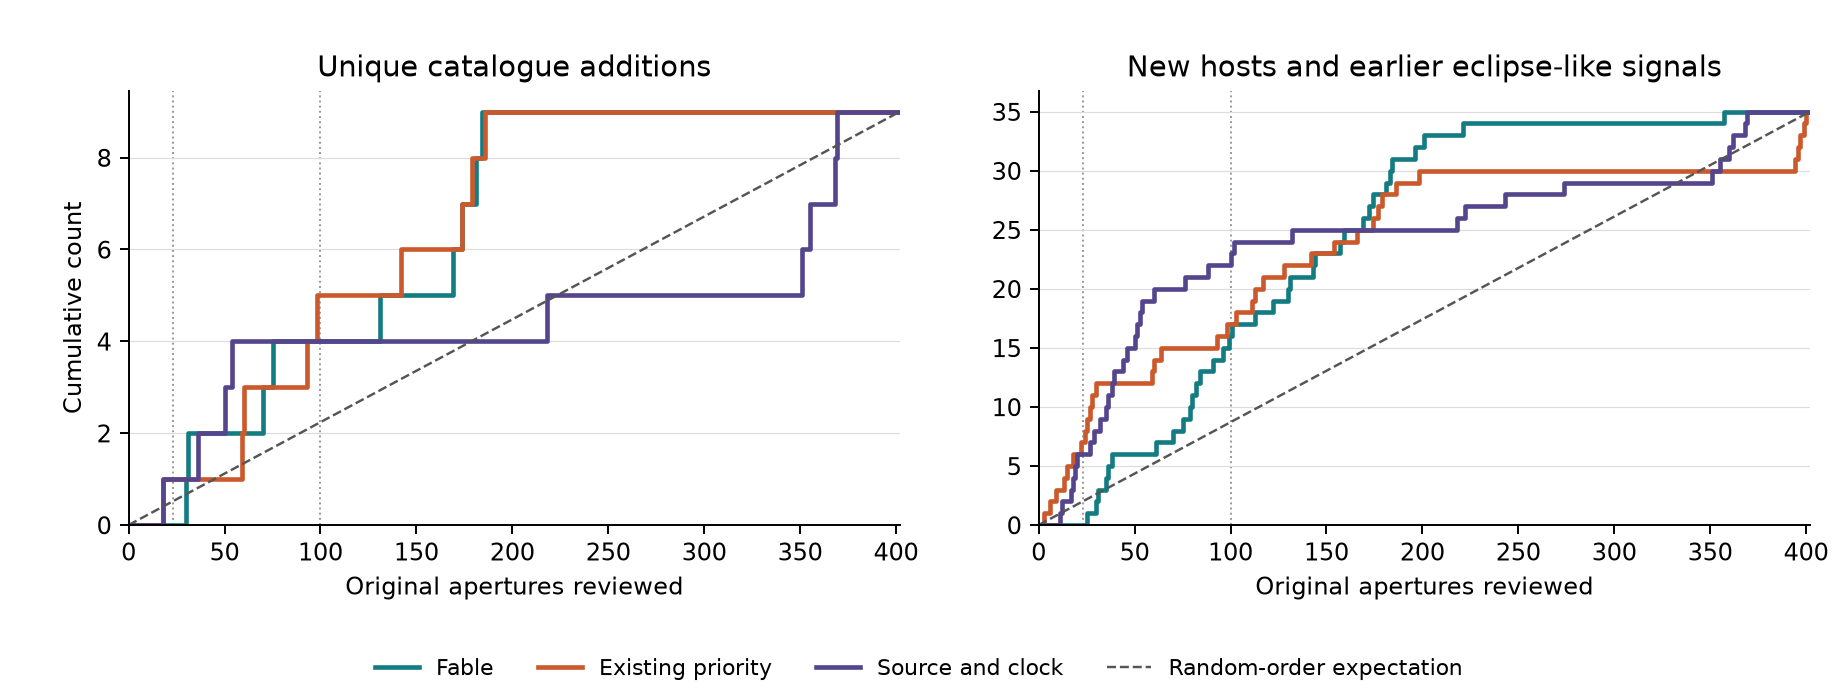 Unique catalogue additions
Cumulative count
8
6
4
2
0
0 50 100 150 200 250 300 350 400
Original apertures reviewed
New hosts and earlier eclipse-like signals
35
30
25
20
15
10
5
0
0 50 100 150 200 250 300 350 400
Original apertures reviewed
Fable Existing priority Source and clock Random-order expectation